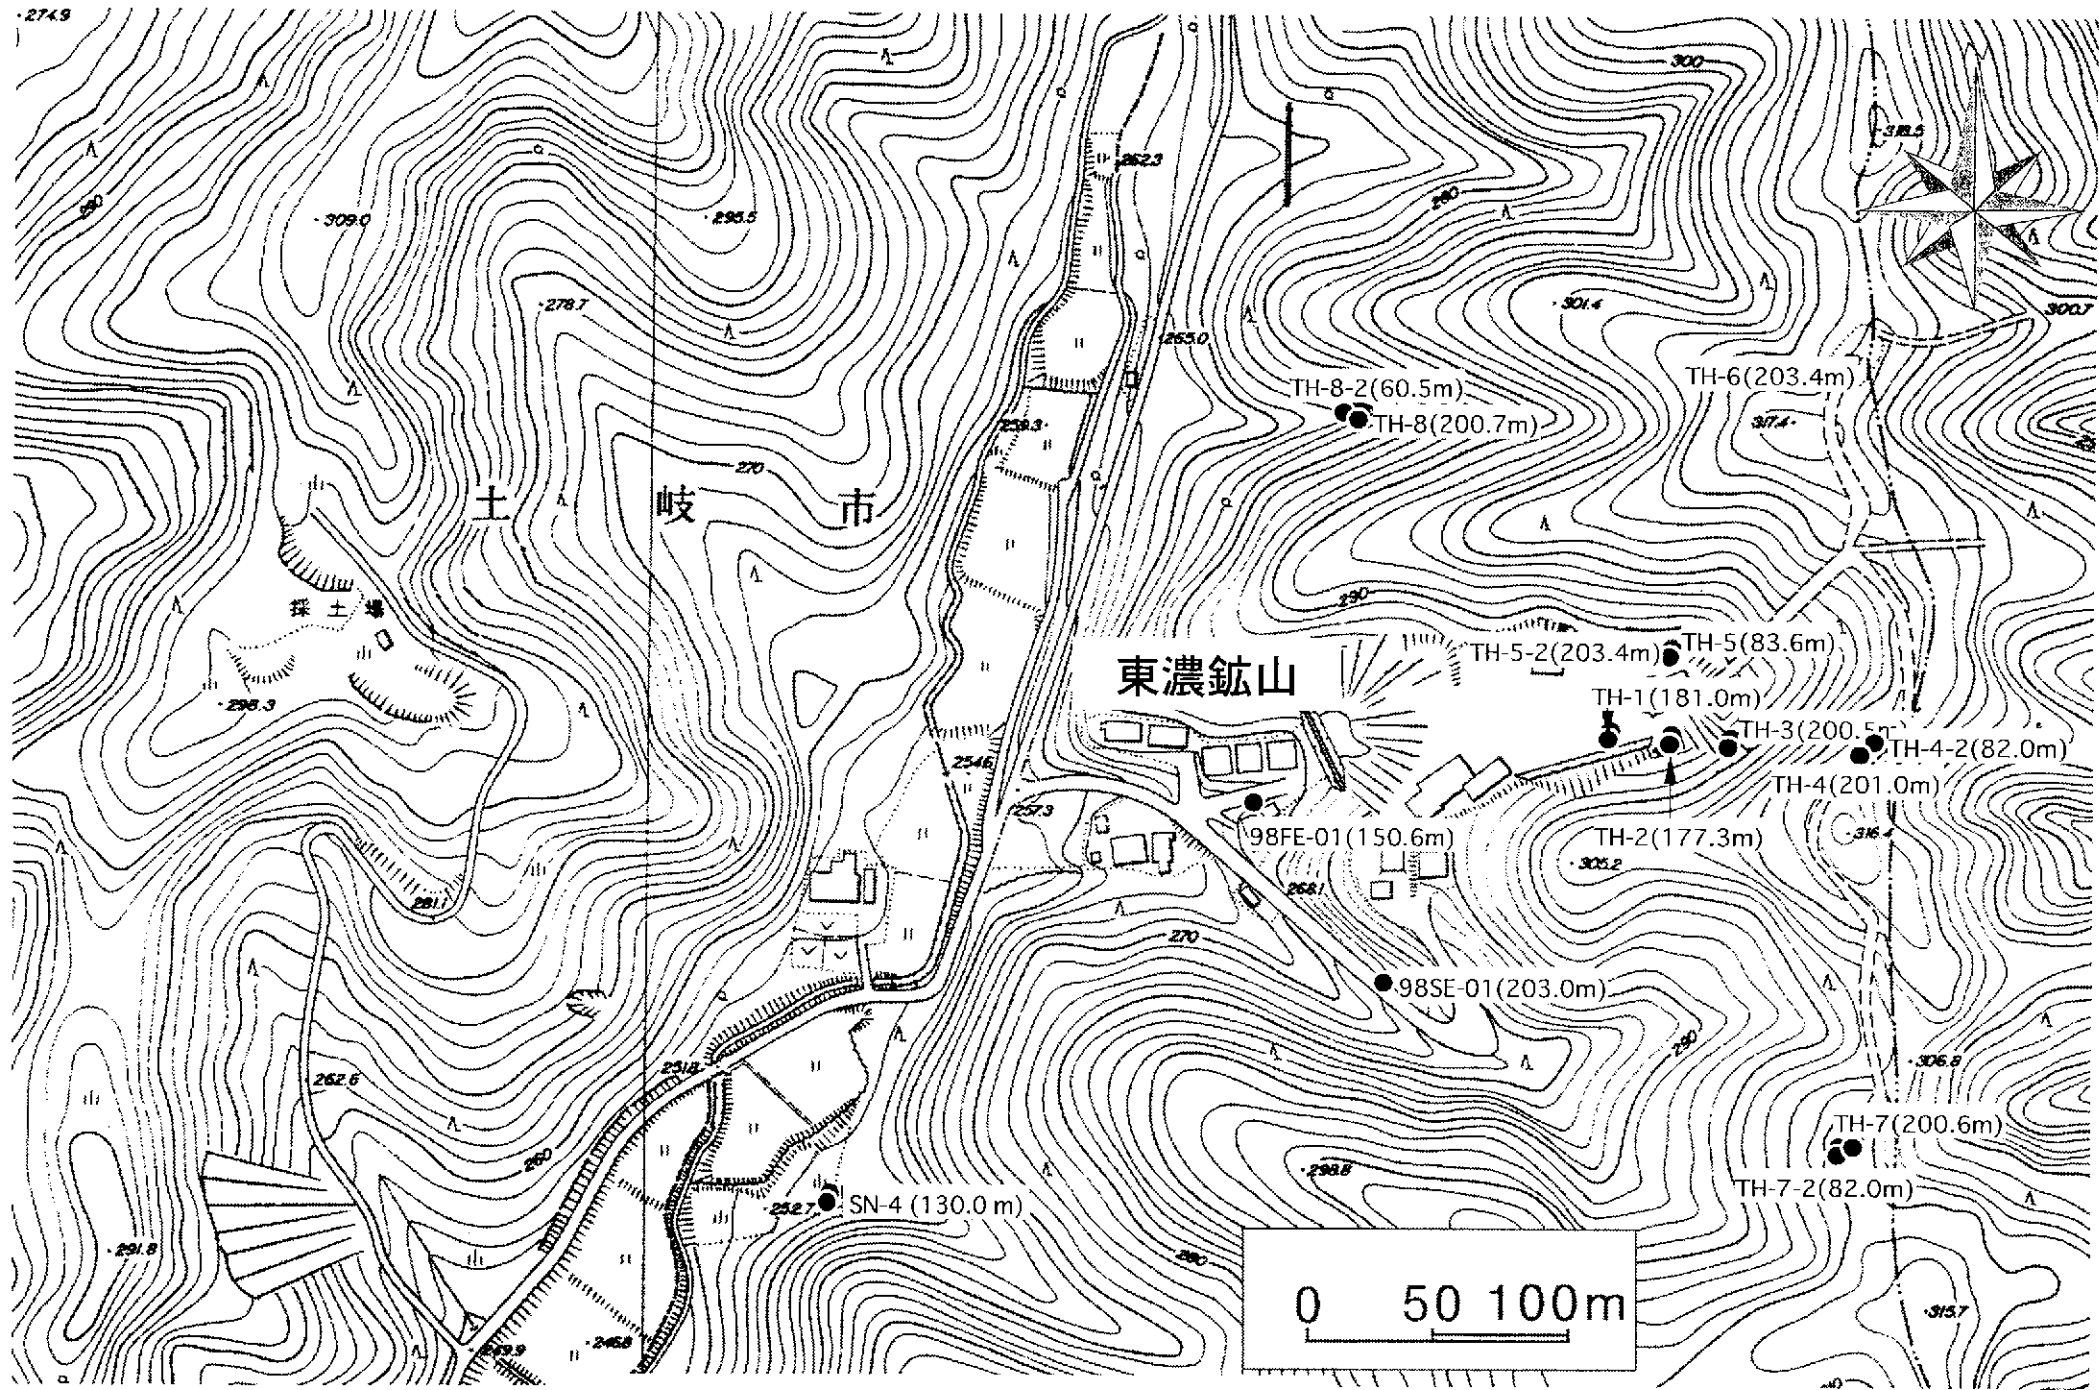 274.9
300
318.5
262.3
280
290
309.0
295.5
278.7
301.4
300.7
265.0
TH-6(203.4m)
TH-8-2(60.5m)
TH-8(200.7m)
317.4
259.3
270
土 岐 市
採 土 場
290
東濃鉱山
TH-5-2(203.4m)
TH-5(83.6m)
TH-1(181.0m)
298.3
TH-3(200.5m
TH-4-2(82.0m)
TH-4(201.0m)
254.6
257.3
98FE-01(150.6m)
TH-2(177.3m)
316.4
305.2
268.1
281.1
270
98SE-01(203.0m)
290
251.8
262.6
306.8
260
TH-7(200.6m)
298.8
TH-7-2(82.0m)
252.7
SN-4 (130.0 m)
291.8
280
0 50 100m
315.7
249.9
246.8